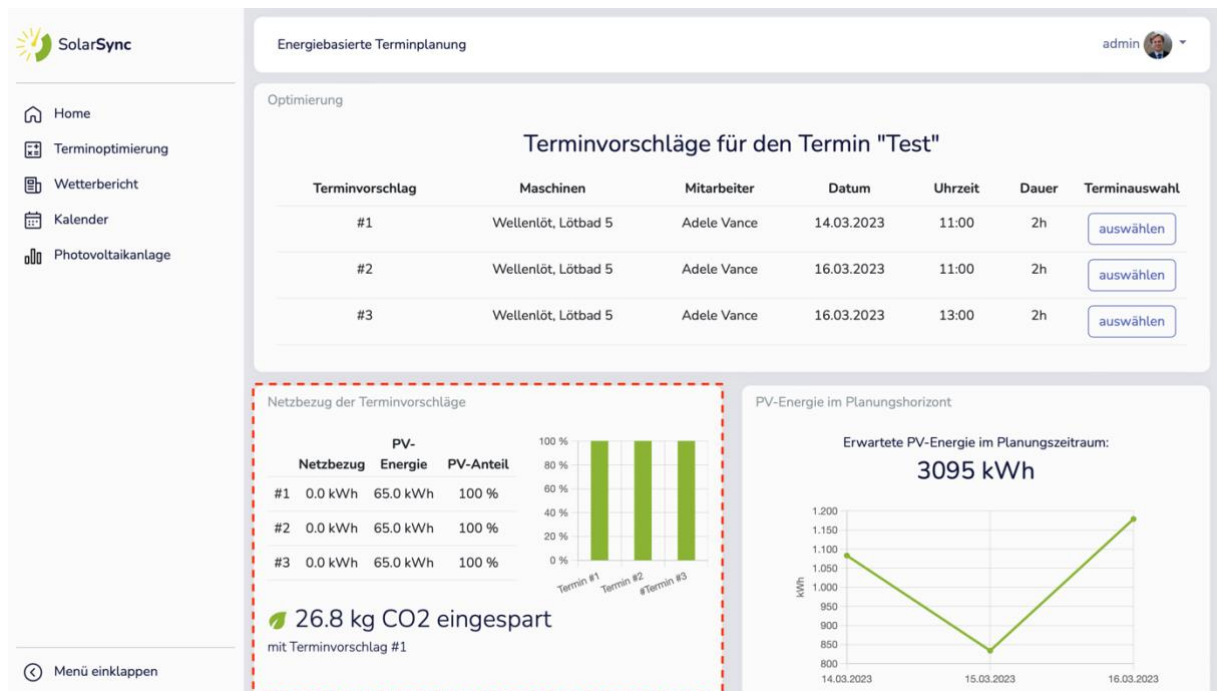 SolarSync
Energiebasierte Terminplanung
admin
Home
Terminoptimierung
Wetterbericht
Kalender
Photovoltaikanlage
Menü einklappen
Optimierung
Terminvorschläge für den Termin "Test"
Terminvorschlag Maschinen Mitarbeiter Datum Uhrzeit Dauer Terminauswahl
#1 Wellenlöt, Lötbad 5 Adele Vance 14.03.2023 11:00 2h auswählen
#2 Wellenlöt, Lötbad 5 Adele Vance 16.03.2023 11:00 2h auswählen
#3 Wellenlöt, Lötbad 5 Adele Vance 16.03.2023 13:00 2h auswählen
Netzbezug der Terminvorschläge
PV-
Netzbezug Energie PV-Anteil
#1 0.0 kWh 65.0 kWh 100 %
#2 0.0 kWh 65.0 kWh 100 %
#3 0.0 kWh 65.0 kWh 100 %
100 %
80 %
60 %
40 %
20 %
0 %
Termin #1 Termin #2 #Termin #3
26.8 kg CO2 eingespart
mit Terminvorschlag #1
PV-Energie im Planungshorizont
Erwartete PV-Energie im Planungszeitraum:
3095 kWh
kWh
1.200
1.150
1.100
1.050
1.000
950
900
850
800
14.03.2023 15.03.2023 16.03.2023